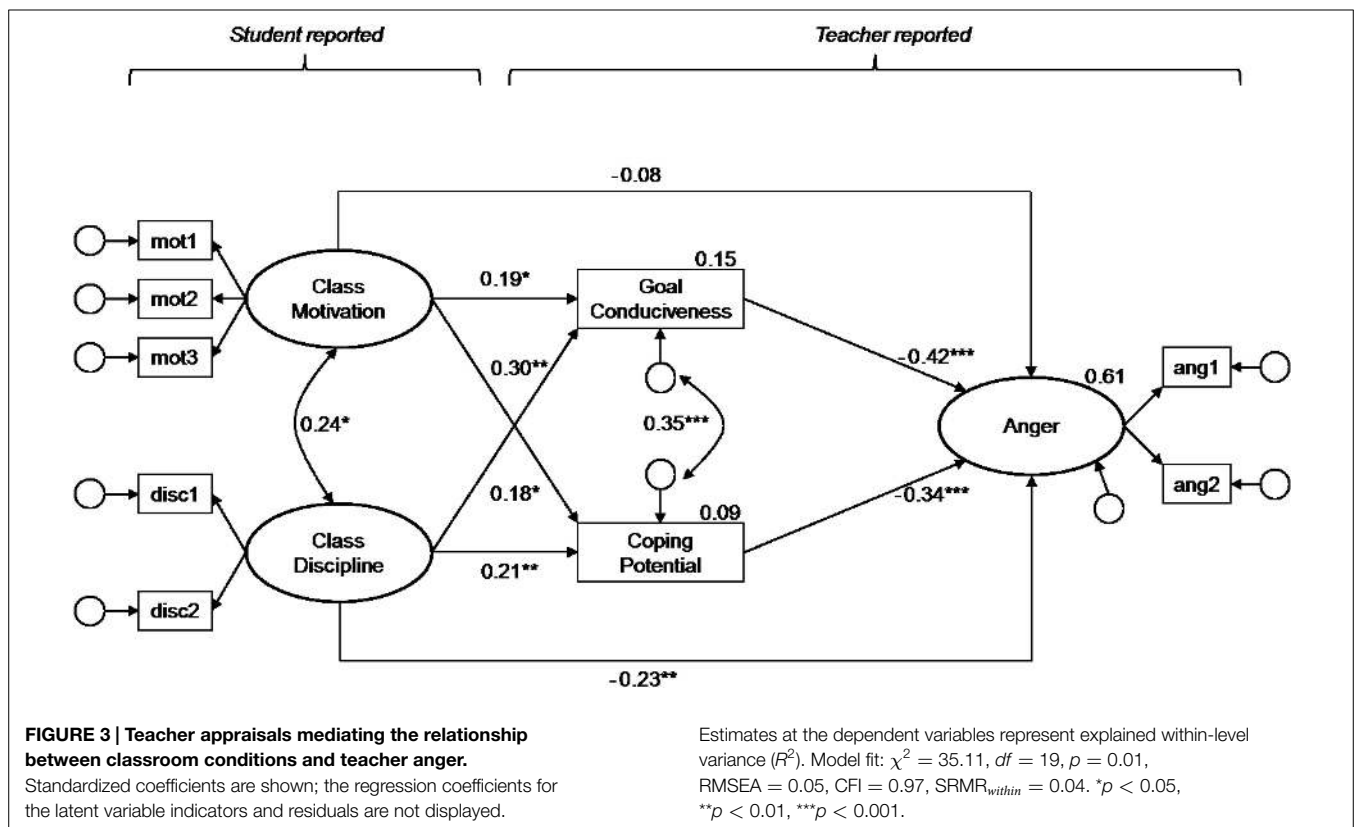 Student reported
Teacher reported
-0.08
mot1
mot2
mot3
Class
Motivation
0.19*
0.15
Goal
Conduciveness
0.30**
-0.42***
0.24*
0.35***
0.61
Anger
ang1
ang2
disc1
disc2
Class
Discipline
0.18*
0.21**
0.09
Coping
Potential
-0.34***
-0.23**
FIGURE 3 | Teacher appraisals mediating the relationship
between classroom conditions and teacher anger.
Standardized coefficients are shown; the regression coefficients for
the latent variable indicators and residuals are not displayed.
Estimates at the dependent variables represent explained within-level
variance (R²). Model fit: χ² = 35.11, df = 19, p = 0.01,
RMSEA = 0.05, CFI = 0.97, SRMRwithin = 0.04. *p < 0.05,
**p < 0.01, ***p < 0.001.